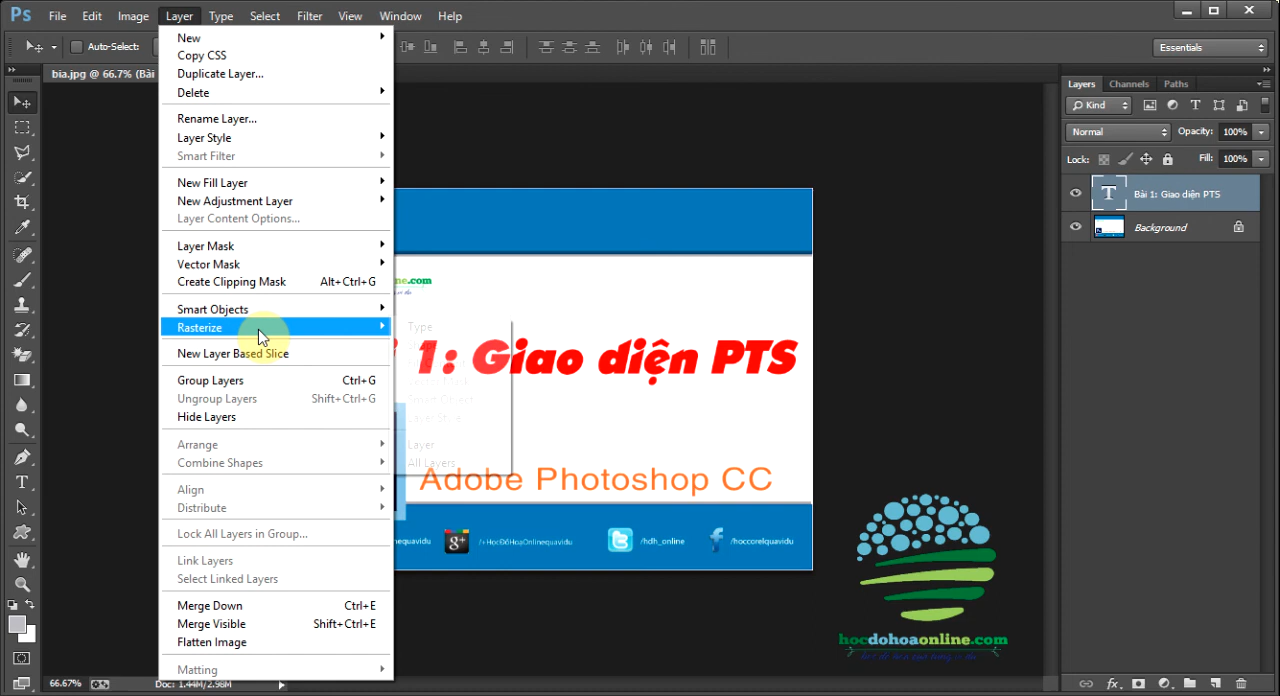 Ps File Edit Image Layer Type Select Filter View Window Help
Auto-Select:
Essentials
bia.jpg @ 66.7% (Bài
New
Copy CSS
Duplicate Layer...
Delete
Rename Layer...
Layer Style
Smart Filter
New Fill Layer
New Adjustment Layer
Layer Content Options...
Layer Mask
Vector Mask
Create Clipping Mask Alt+Ctrl+G
Smart Objects
Rasterize
New Layer Based Slice
Group Layers Ctrl+G
Ungroup Layers Shift+Ctrl+G
Hide Layers
Arrange
Combine Shapes
Align
Distribute
Lock All Layers in Group...
Link Layers
Select Linked Layers
Merge Down Ctrl+E
Merge Visible Shift+Ctrl+E
Flatten Image
Matting
Type
Smart Object
Layer Style
Layer
All Layers
ne.com
1: Giao diện PTS
Adobe Photoshop CC
nequavidu
g+
/+HọcĐồHoạOnlinequavidu
/hdh_online
/hoccorelquavidu
hocdohoaonline.com
Layers Channels Paths
Kind
Normal Opacity: 100%
Lock: Fill: 100%
T Bài 1: Giao diện PTS
Background
66.67% Doc: 1.44M/2.98M